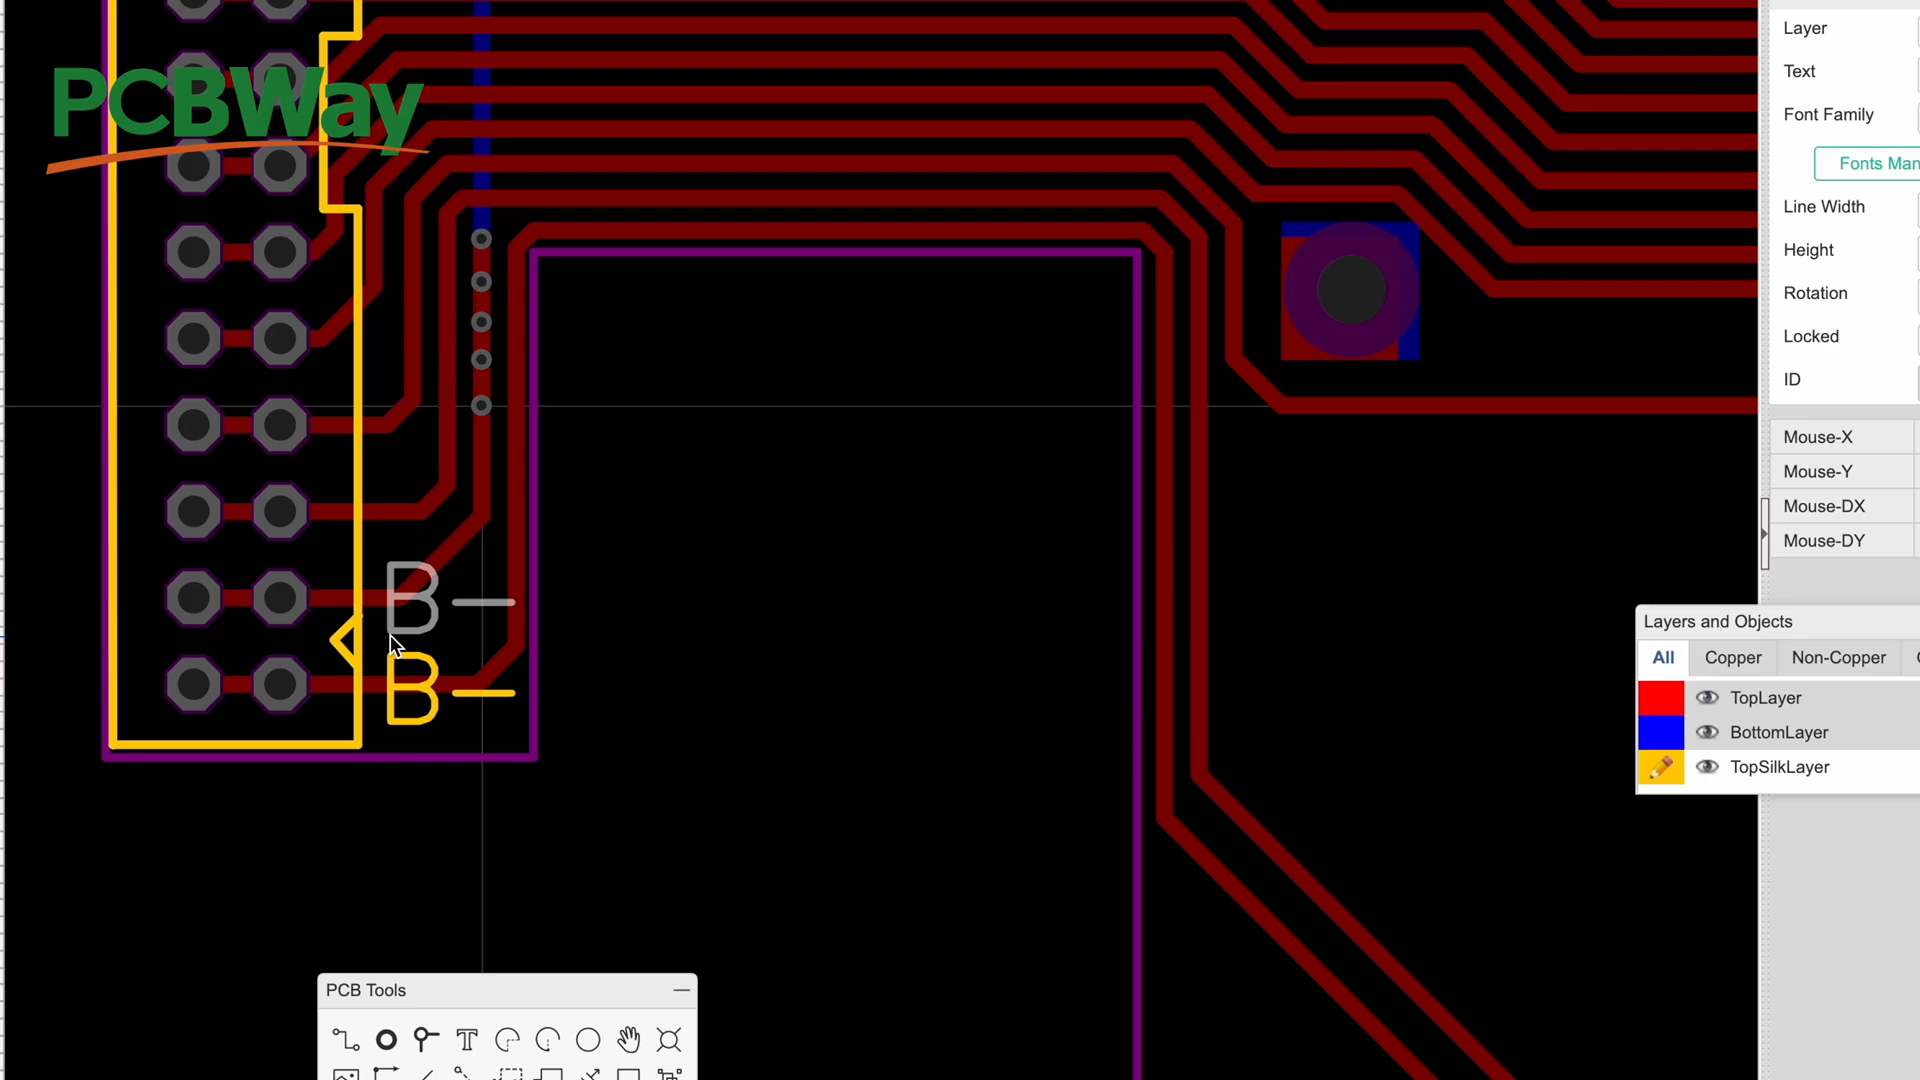 PCBWay
Layer
Text
Font Family
Fonts Man
Line Width
Height
Rotation
Locked
ID
Mouse-X
Mouse-Y
Mouse-DX
Mouse-DY
B-
B-
Layers and Objects
All Copper Non-Copper
TopLayer
BottomLayer
TopSilkLayer
PCB Tools